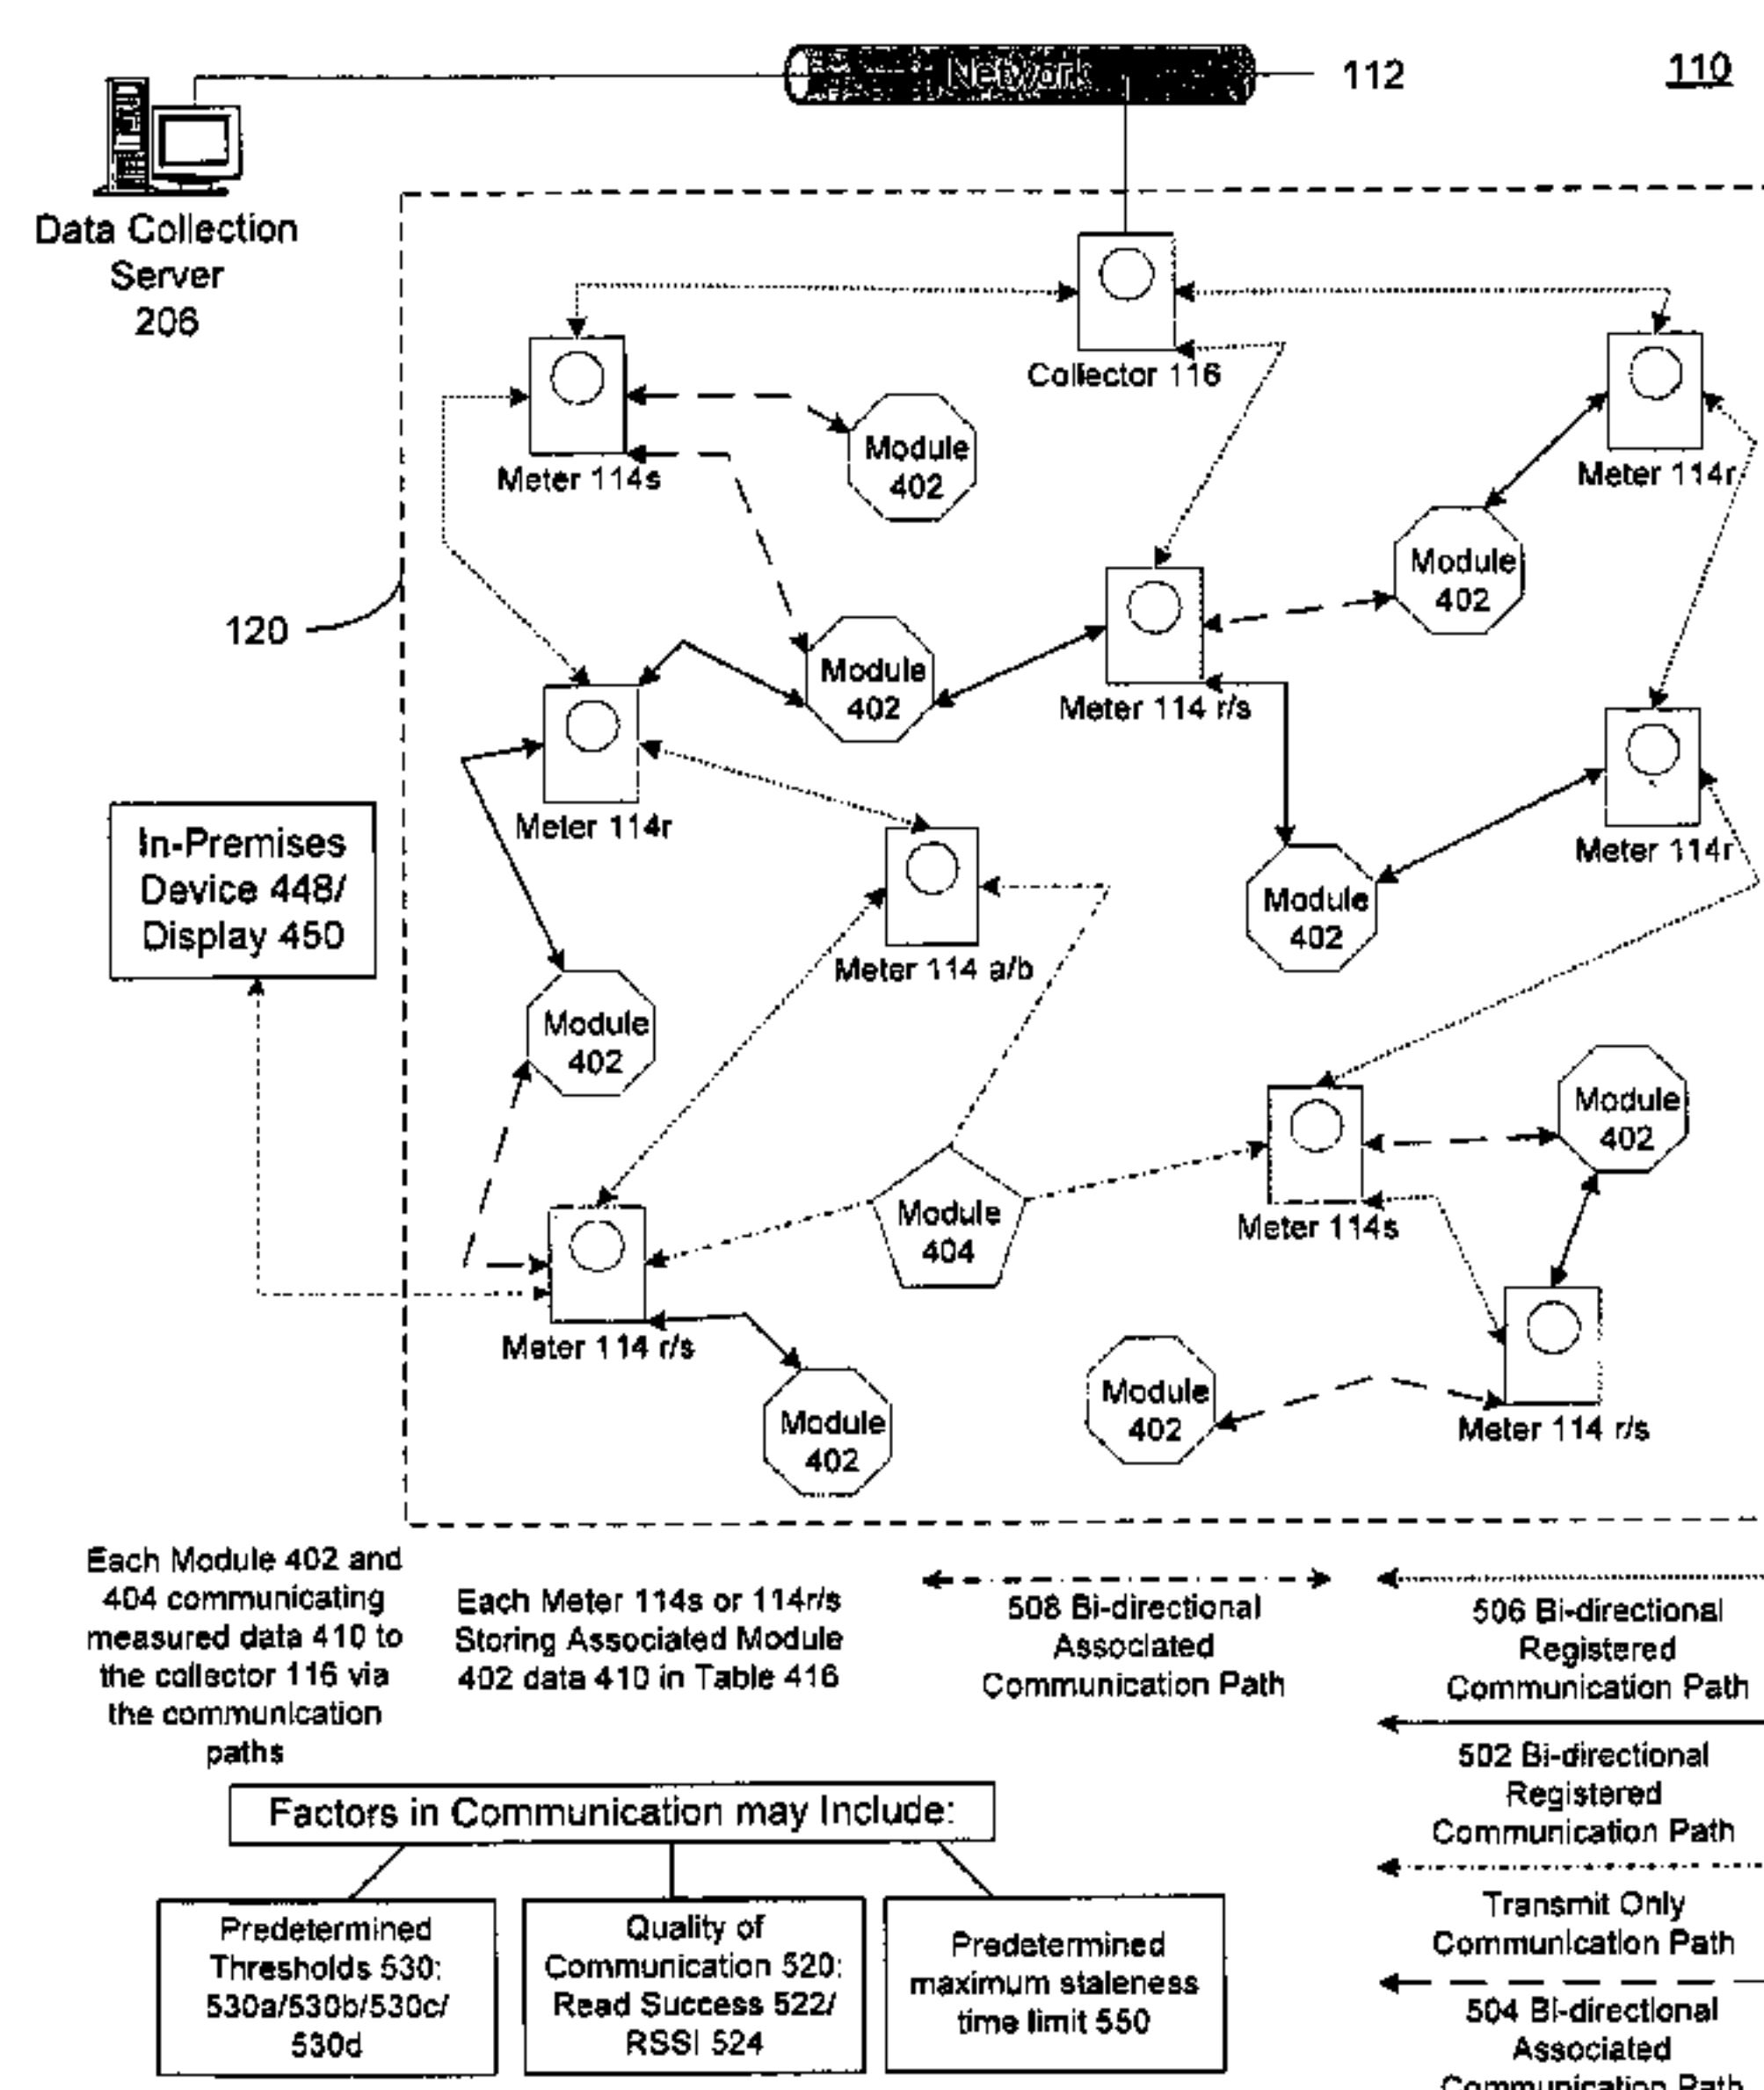 Network
112
110
Data Collection
Server
206
Collector 116
Meter 114s
Module
402
Meter 114r
Module
402
120
Module
402
Meter 114 r/s
Meter 114r
Meter 114r
In-Premises
Device 448/
Display 450
Module
402
Meter 114 a/b
Module
402
Module
402
Module
404
Meter 114s
Meter 114 r/s
Module
402
Module
402
Meter 114 r/s
Each Module 402 and
404 communicating
measured data 410 to
the collector 116 via
the communication
paths
Each Meter 114s or 114r/s
Storing Associated Module
402 data 410 in Table 416
508 Bi-directional
Associated
Communication Path
506 Bi-directional
Registered
Communication Path
502 Bi-directional
Registered
Communication Path
Transmit Only
Communication Path
504 Bi-directional
Associated
Communication Path
Factors in Communication may Include:
Predetermined
Thresholds 530:
530a/530b/530c/
530d
Quality of
Communication 520:
Read Success 522/
RSSI 524
Predetermined
maximum staleness
time limit 550